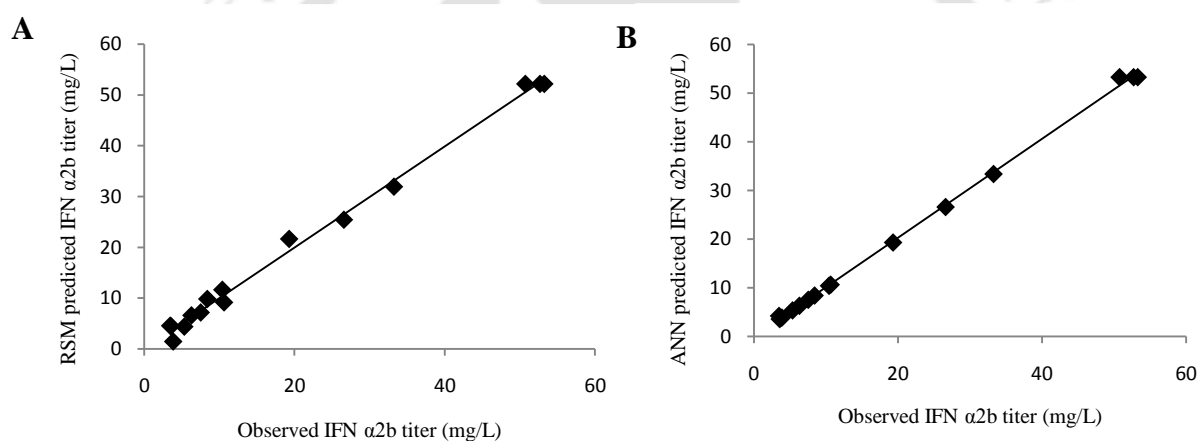 A
RSM predicted IFN α2b titer (mg/L)
60
50
40
30
20
10
0
0 20 40 60
Observed IFN α2b titer (mg/L)
B
ANN predicted IFN α2b titer (mg/L)
60
50
40
30
20
10
0
0 20 40 60
Observed IFN α2b titer (mg/L)